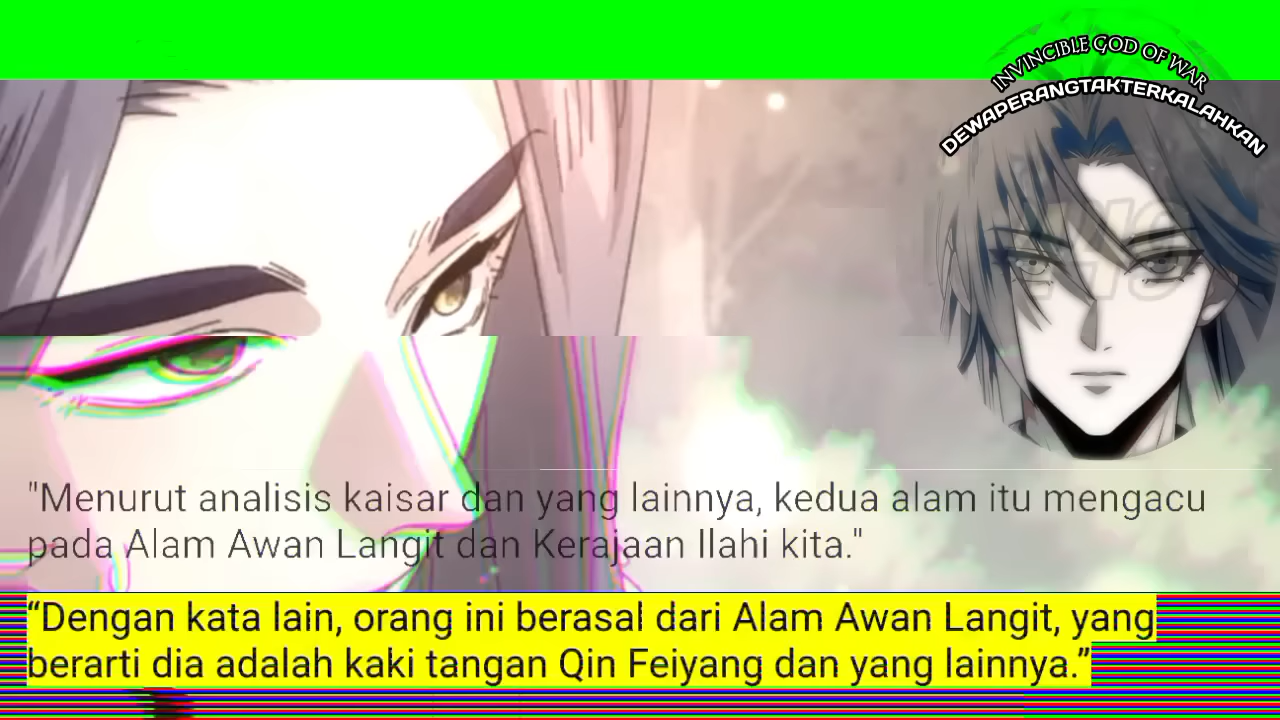 INVINCIBLE GOD OF WAR
DEWAPERANGTAKTERKALAHKAN
"Menurut analisis kaisar dan yang lainnya, kedua alam itu mengacu
pada Alam Awan Langit dan Kerajaan Ilahi kita."
“Dengan kata lain, orang ini berasal dari Alam Awan Langit, yang
berarti dia adalah kaki tangan Qin Feiyang dan yang lainnya.”